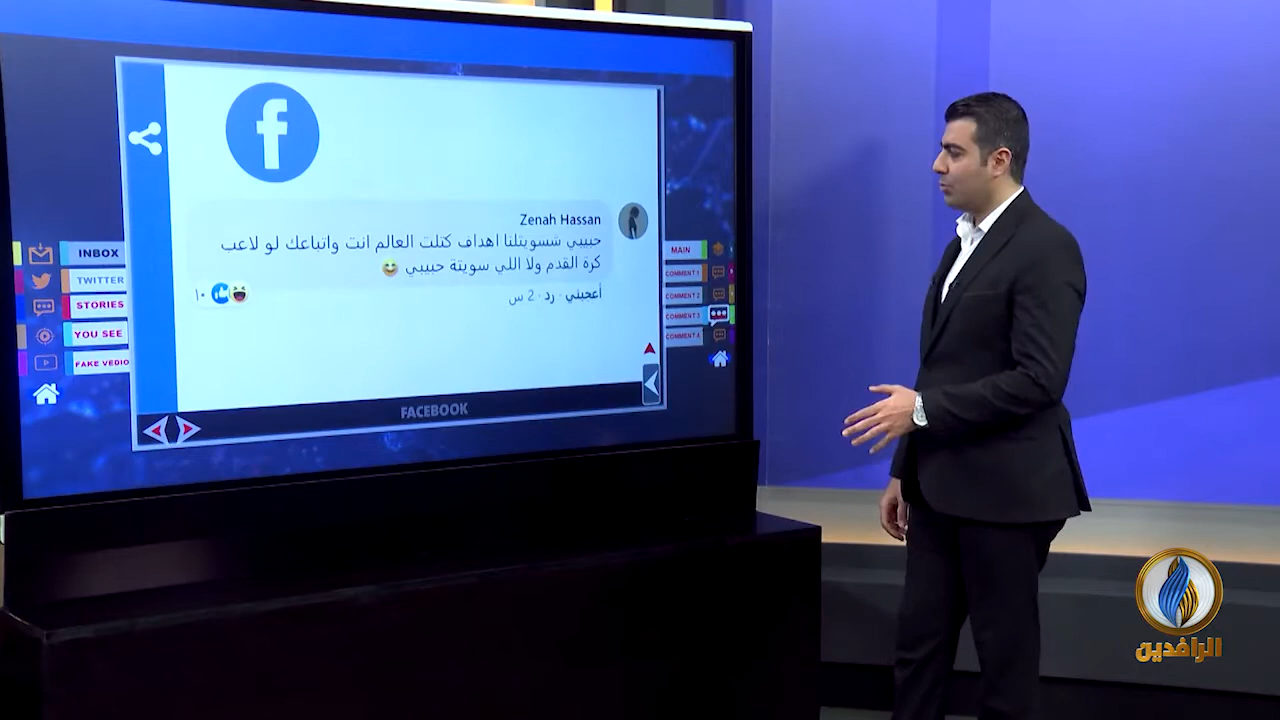 Zenah Hassan
حبيبي شسويتلنا اهداف كتلت العالم انت واتباعك لو لاعب
كرة القدم ولا اللي سويتة حبيبي 😄
أعجبني · رد · 2 س
١٠
INBOX
TWITTER
STORIES
YOU SEE
FAKE VEDIO
MAIN
COMMENT 1
COMMENT 2
COMMENT 3
COMMENT 4
FACEBOOK
الرافدين